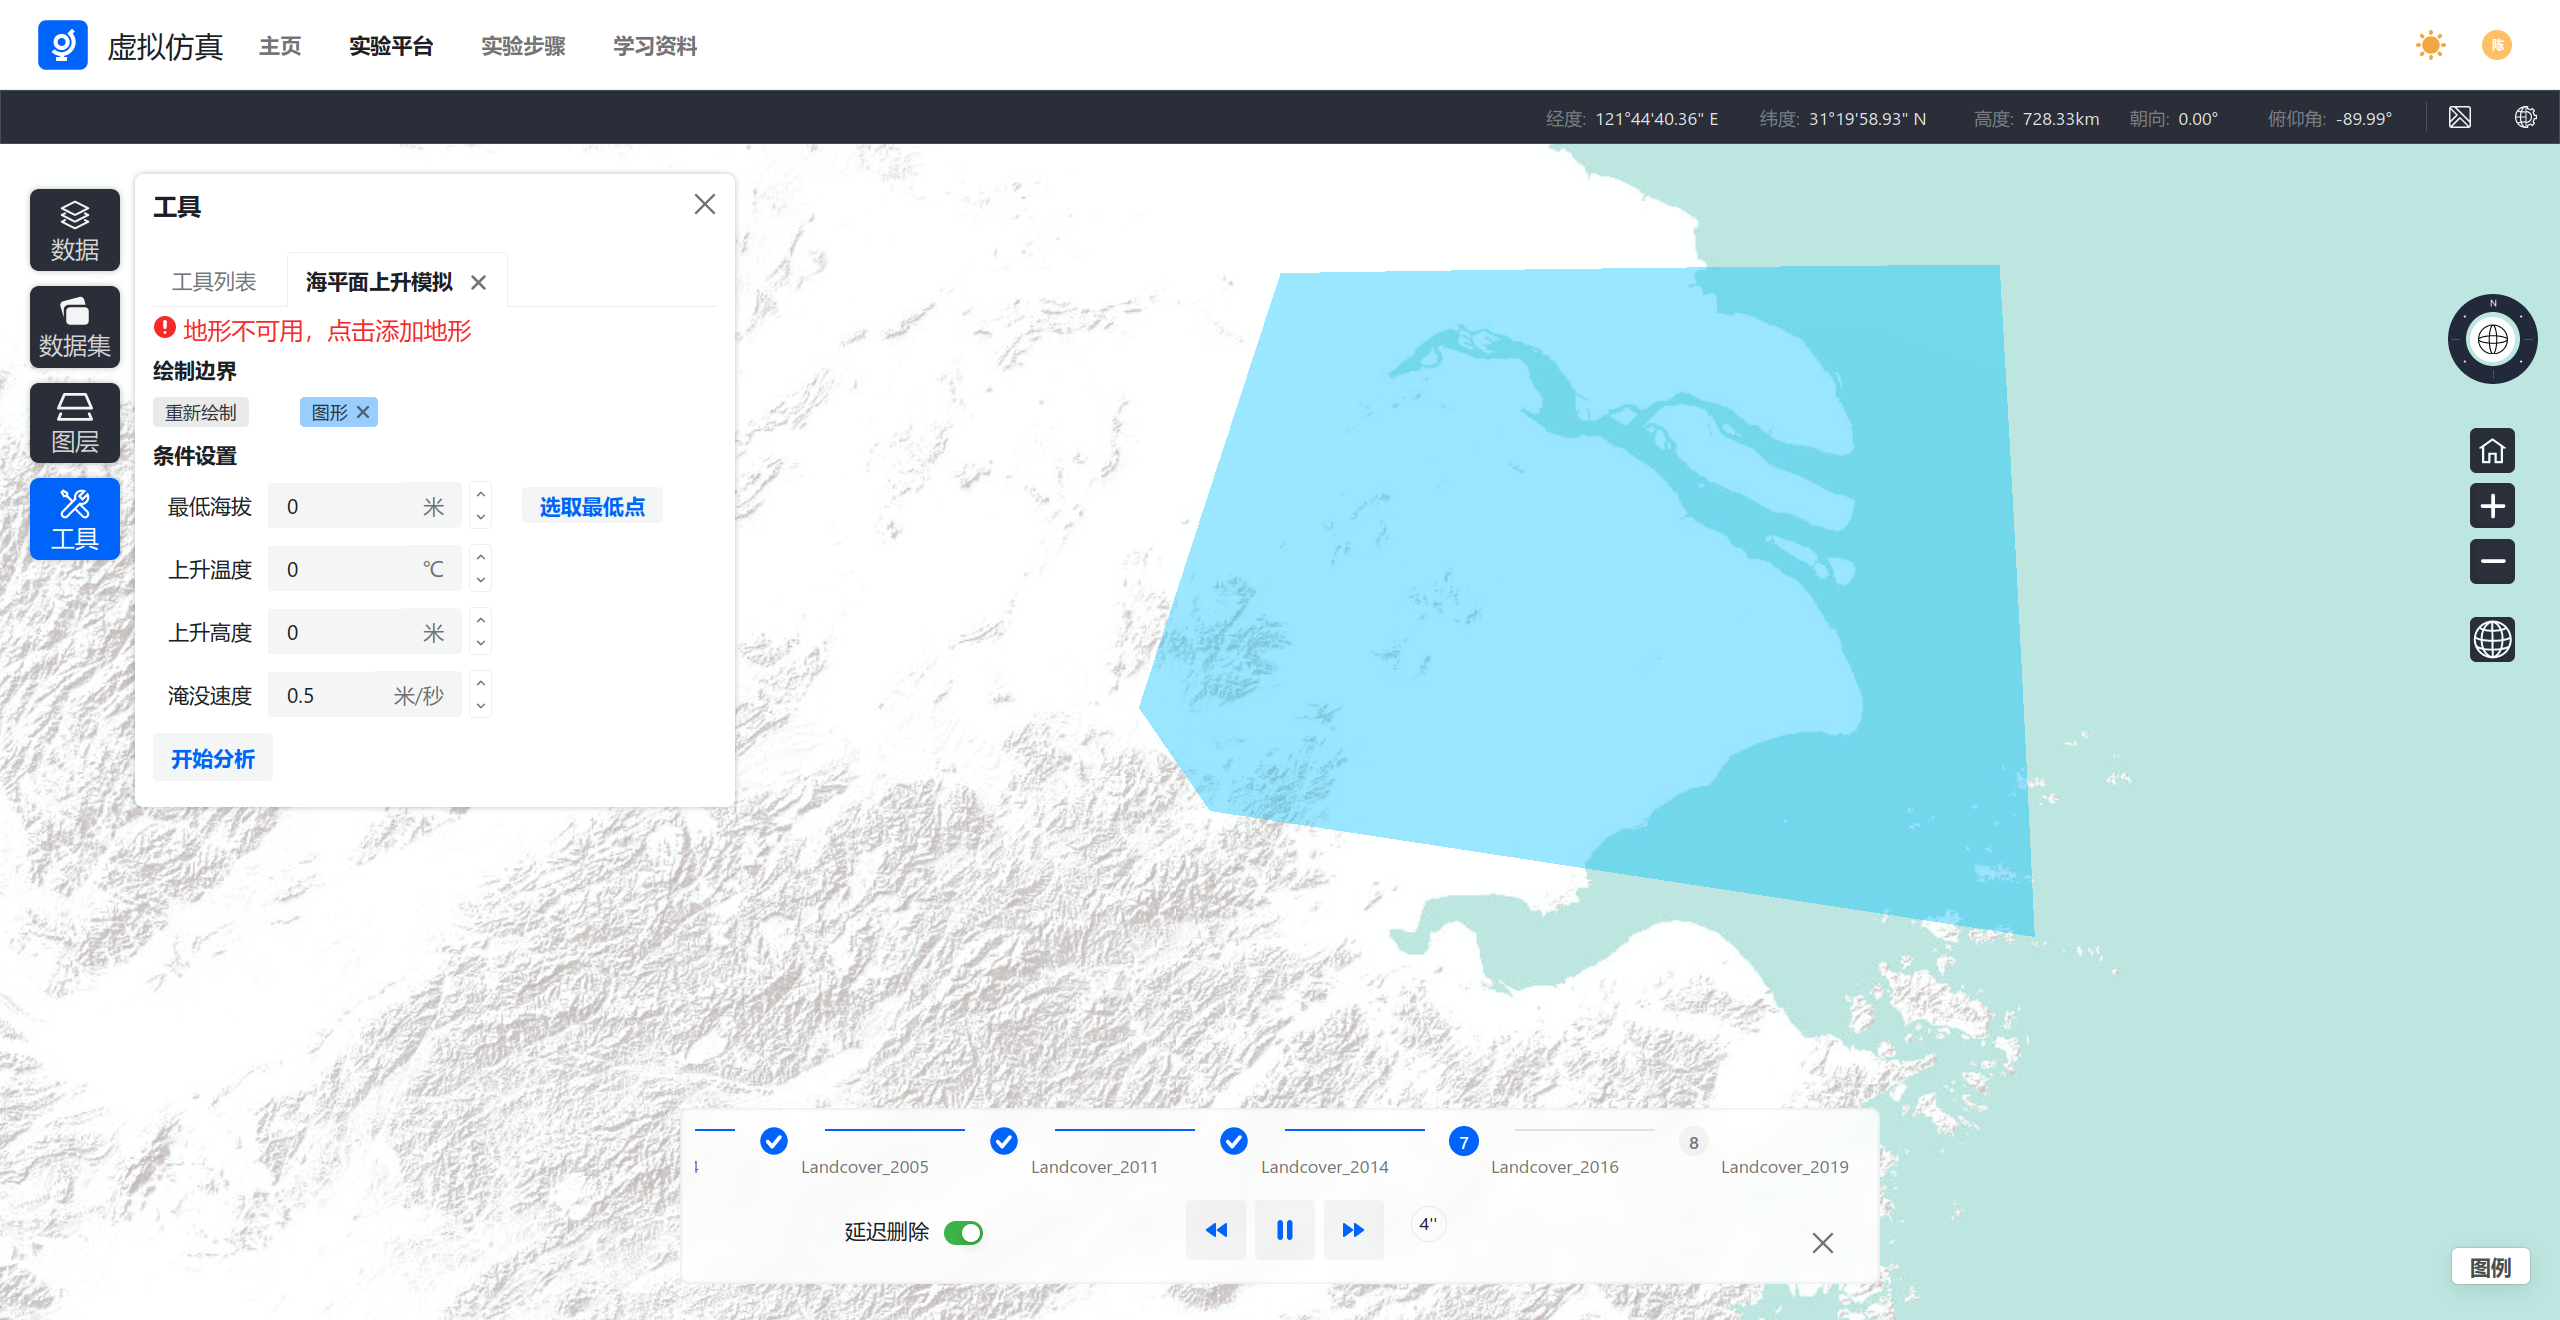 虚拟仿真
主页
实验平台
实验步骤
学习资料
陈
经度: 121°44'40.36" E
纬度: 31°19'58.93" N
高度: 728.33km
朝向: 0.00°
俯仰角: -89.99°
数据
数据集
图层
工具
工具
工具列表
海平面上升模拟
地形不可用，点击添加地形
绘制边界
重新绘制
图形
条件设置
最低海拔 0 米
选取最低点
上升温度 0 ℃
上升高度 0 米
淹没速度 0.5 米/秒
开始分析
N
7
8
4
Landcover_2005
Landcover_2011
Landcover_2014
Landcover_2016
Landcover_2019
延迟删除
4''
图例